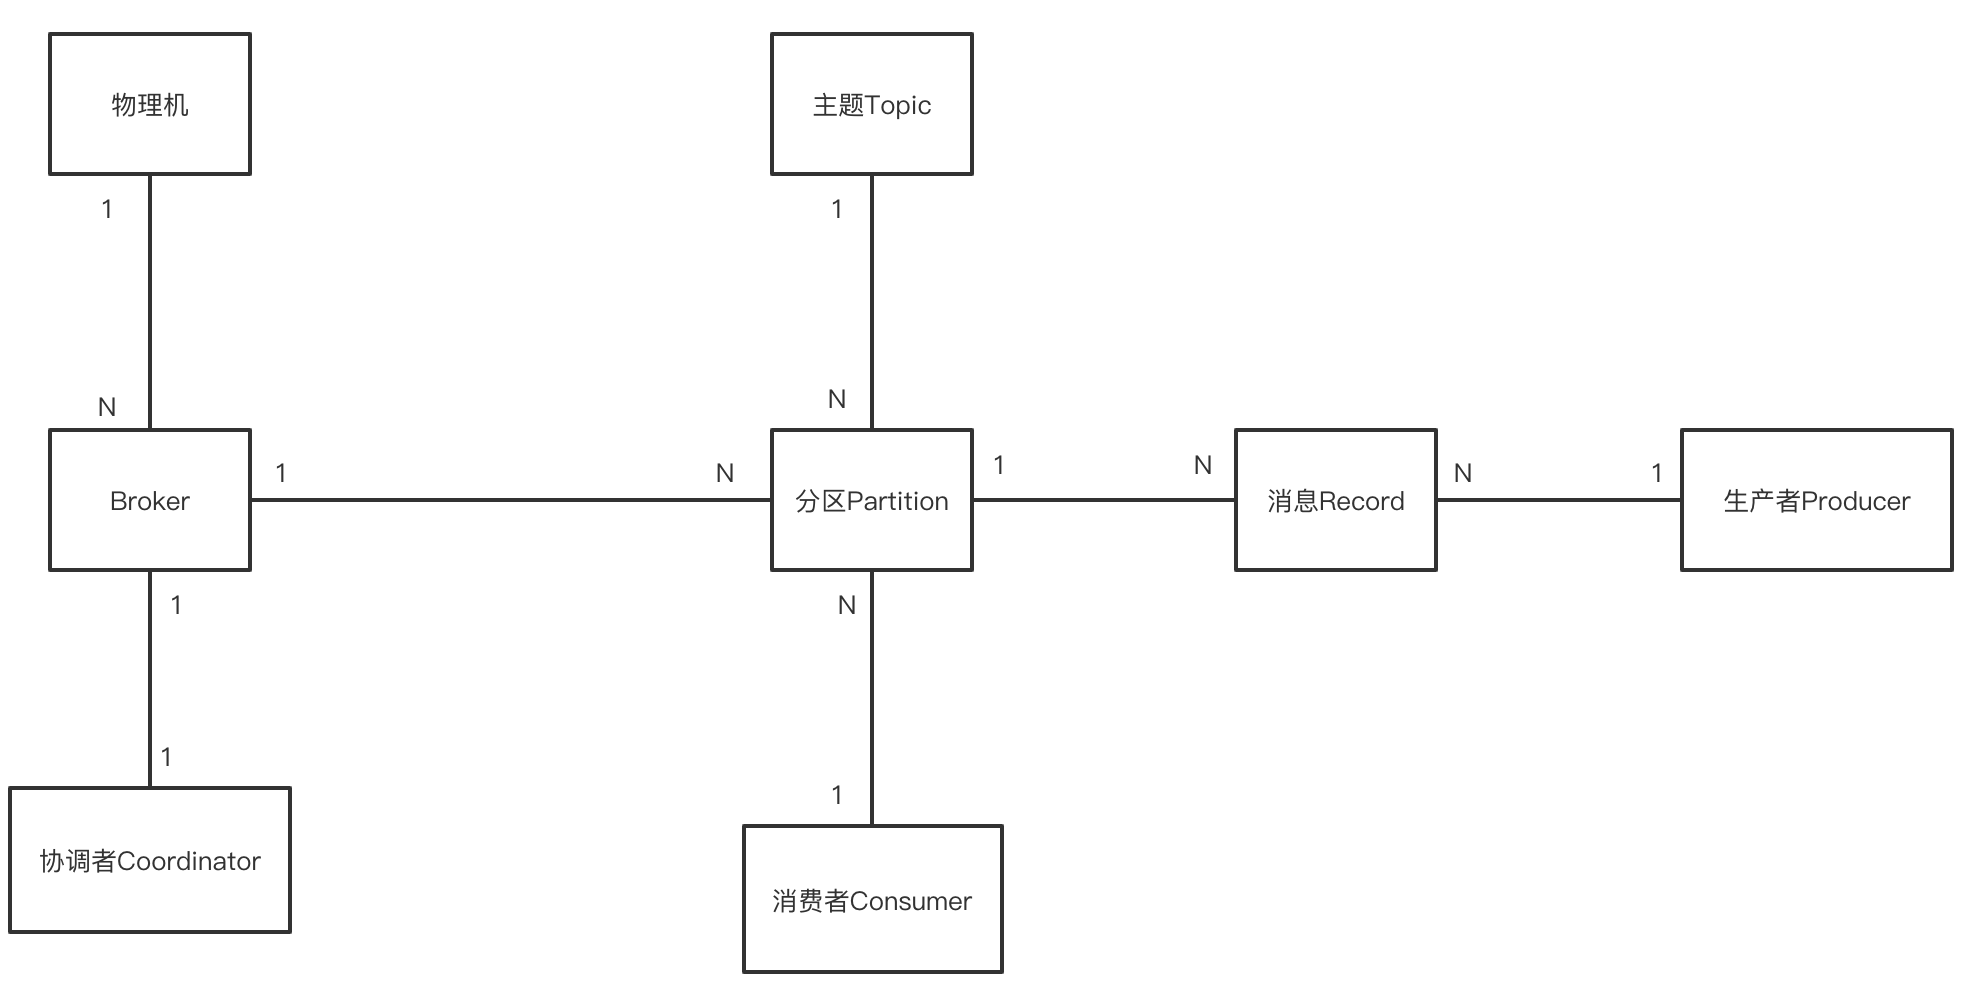 物理机
主题Topic
1
1
N
N
Broker
1
N
分区Partition
1
N
消息Record
N
1
生产者Producer
1
N
1
1
协调者Coordinator
消费者Consumer